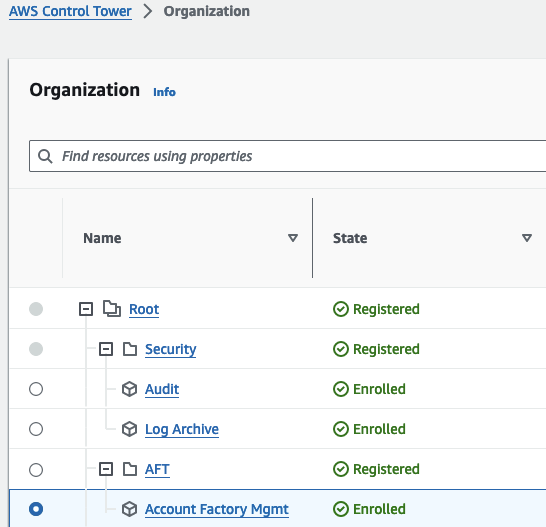 AWS Control Tower > Organization
Organization Info
Find resources using properties
Name State
Root Registered
Security Registered
Audit Enrolled
Log Archive Enrolled
AFT Registered
Account Factory Mgmt Enrolled